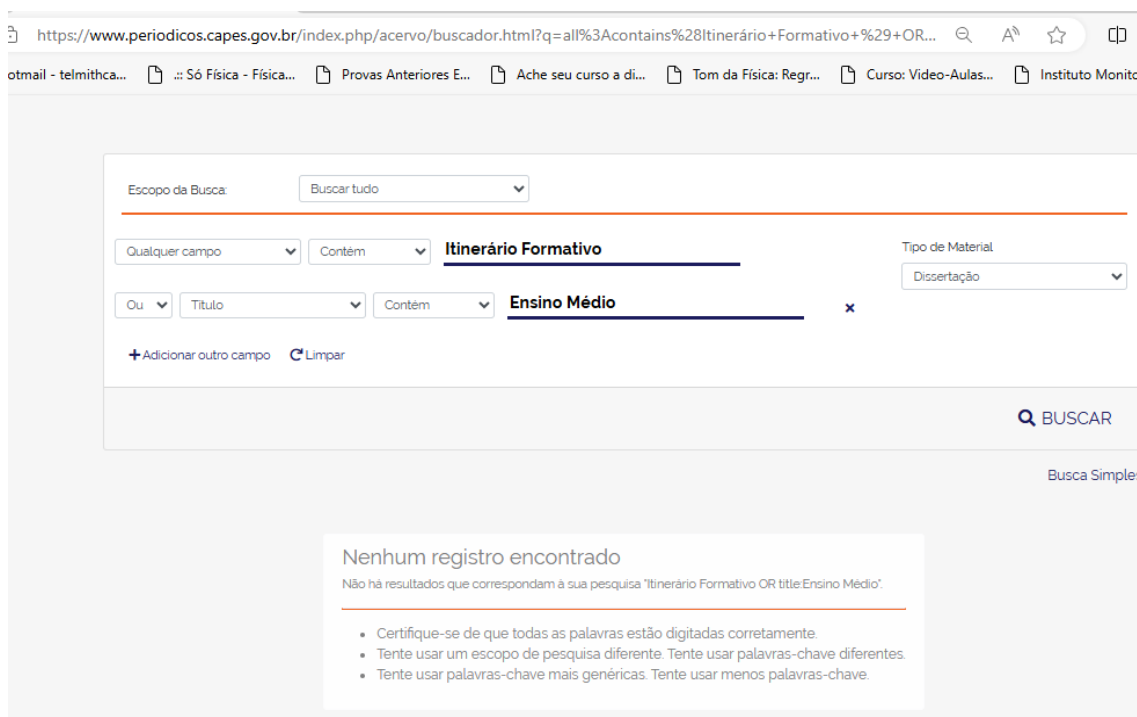 https://www.periodicos.capes.gov.br/index.php/acervo/buscador.html?q=all%3Acontains%28Itinerário+Formativo+%29+OR...
otmail - telmithca... .:: Só Física - Física... Provas Anteriores E... Ache seu curso a di... Tom da Física: Regr... Curso: Video-Aulas... Instituto Monito
Escopo da Busca: Buscar tudo
Qualquer campo Contém Itinerário Formativo
Tipo de Material
Dissertação
Ou Título Contém Ensino Médio ×
+Adicionar outro campo Limpar
BUSCAR
Busca Simples
Nenhum registro encontrado
Não há resultados que correspondam à sua pesquisa "Itinerário Formativo OR title:Ensino Médio".
• Certifique-se de que todas as palavras estão digitadas corretamente.
• Tente usar um escopo de pesquisa diferente. Tente usar palavras-chave diferentes.
• Tente usar palavras-chave mais genéricas. Tente usar menos palavras-chave.